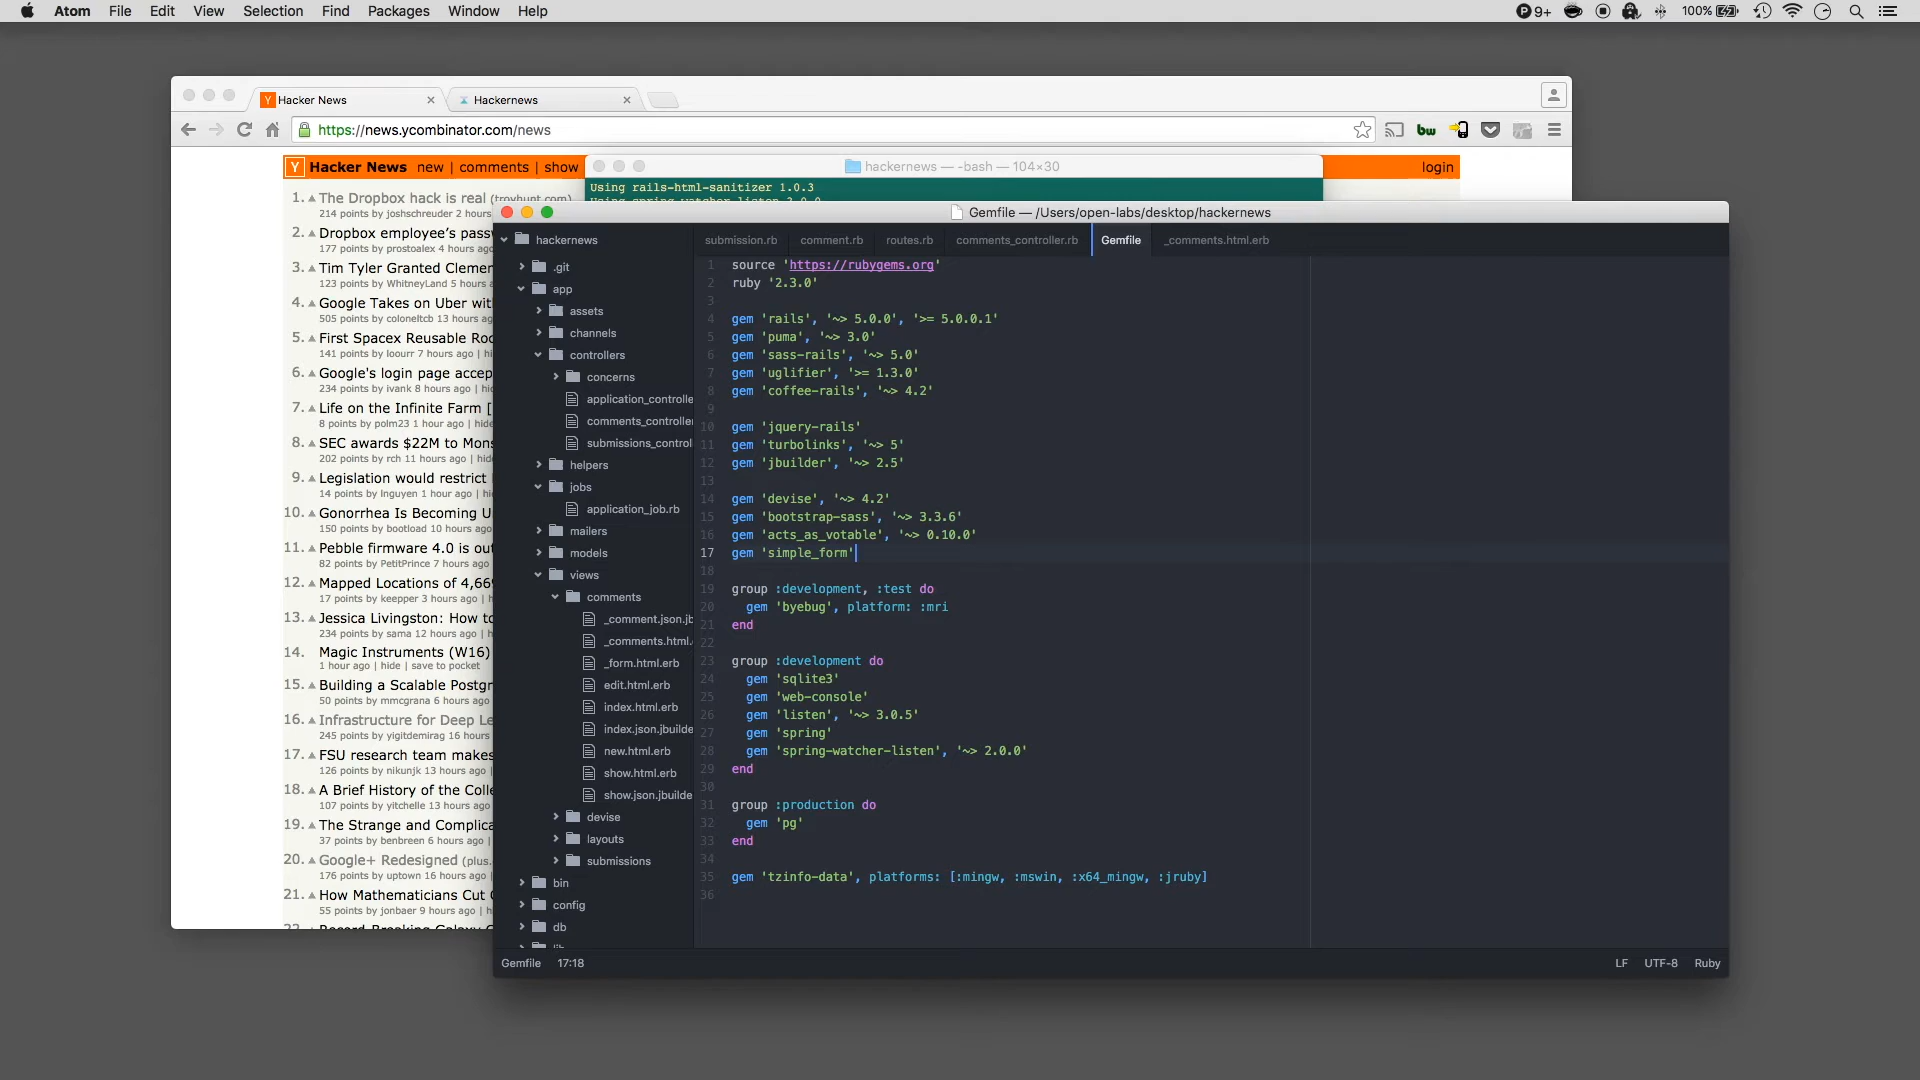 Atom File Edit View Selection Find Packages Window Help
9+ 100%
Hacker News
Hackernews
https://news.ycombinator.com/news
bw
Y Hacker News new | comments | show
login
hackernews — -bash — 104×30
Using rails-html-sanitizer 1.0.3
Using spring-watcher-listen 2.0.0
1. The Dropbox hack is real (troyhunt.com)
214 points by joshschreuder 2 hours
2. Dropbox employee's pass
177 points by prostoalex 4 hours ago
3. Tim Tyler Granted Clemen
123 points by WhitneyLand 5 hours
4. Google Takes on Uber wit
505 points by coloneltcb 13 hours ag
5. First Spacex Reusable Roc
141 points by loourr 7 hours ago | hi
6. Google's login page accep
234 points by ivank 8 hours ago | hid
7. Life on the Infinite Farm [
8 points by polm23 1 hour ago | hide
8. SEC awards $22M to Mons
202 points by rch 11 hours ago | hid
9. Legislation would restrict
14 points by lnguyen 1 hour ago | hi
10. Gonorrhea Is Becoming U
150 points by bootload 10 hours ago
11. Pebble firmware 4.0 is out
82 points by PetitPrince 7 hours ago
12. Mapped Locations of 4,669
17 points by keepper 3 hours ago |
13. Jessica Livingston: How to
234 points by sama 12 hours ago |
14. Magic Instruments (W16)
1 hour ago | hide | save to pocket
15. Building a Scalable Postgr
50 points by mmcgrana 6 hours ago
16. Infrastructure for Deep Le
245 points by yigitdemirag 16 hours
17. FSU research team makes
126 points by nikunjk 13 hours ago |
18. A Brief History of the Colle
107 points by yitchelle 13 hours ago
19. The Strange and Complica
37 points by benbreen 6 hours ago |
20. Google+ Redesigned (plus.
176 points by uptown 16 hours ago |
21. How Mathematicians Cut
55 points by jonbaer 9 hours ago | h
22. Record-Breaking Galaxy C
Gemfile — /Users/open-labs/desktop/hackernews
hackernews
.git
app
assets
channels
controllers
concerns
application_controlle
comments_controller
submissions_control
helpers
jobs
application_job.rb
mailers
models
views
comments
_comment.json.jb
_comments.html.
_form.html.erb
edit.html.erb
index.html.erb
index.json.jbuilde
new.html.erb
show.html.erb
show.json.jbuilde
devise
layouts
submissions
bin
config
db
lib
submission.rb comment.rb routes.rb comments_controller.rb Gemfile _comments.html.erb
1 source 'https://rubygems.org'
2 ruby '2.3.0'
3
4 gem 'rails', '~> 5.0.0', '>= 5.0.0.1'
5 gem 'puma', '~> 3.0'
6 gem 'sass-rails', '~> 5.0'
7 gem 'uglifier', '>= 1.3.0'
8 gem 'coffee-rails', '~> 4.2'
9
10 gem 'jquery-rails'
11 gem 'turbolinks', '~> 5'
12 gem 'jbuilder', '~> 2.5'
13
14 gem 'devise', '~> 4.2'
15 gem 'bootstrap-sass', '~> 3.3.6'
16 gem 'acts_as_votable', '~> 0.10.0'
17 gem 'simple_form'
18
19 group :development, :test do
20 gem 'byebug', platform: :mri
21 end
22
23 group :development do
24 gem 'sqlite3'
25 gem 'web-console'
26 gem 'listen', '~> 3.0.5'
27 gem 'spring'
28 gem 'spring-watcher-listen', '~> 2.0.0'
29 end
30
31 group :production do
32 gem 'pg'
33 end
34
35 gem 'tzinfo-data', platforms: [:mingw, :mswin, :x64_mingw, :jruby]
36
Gemfile 17:18
LF UTF-8 Ruby